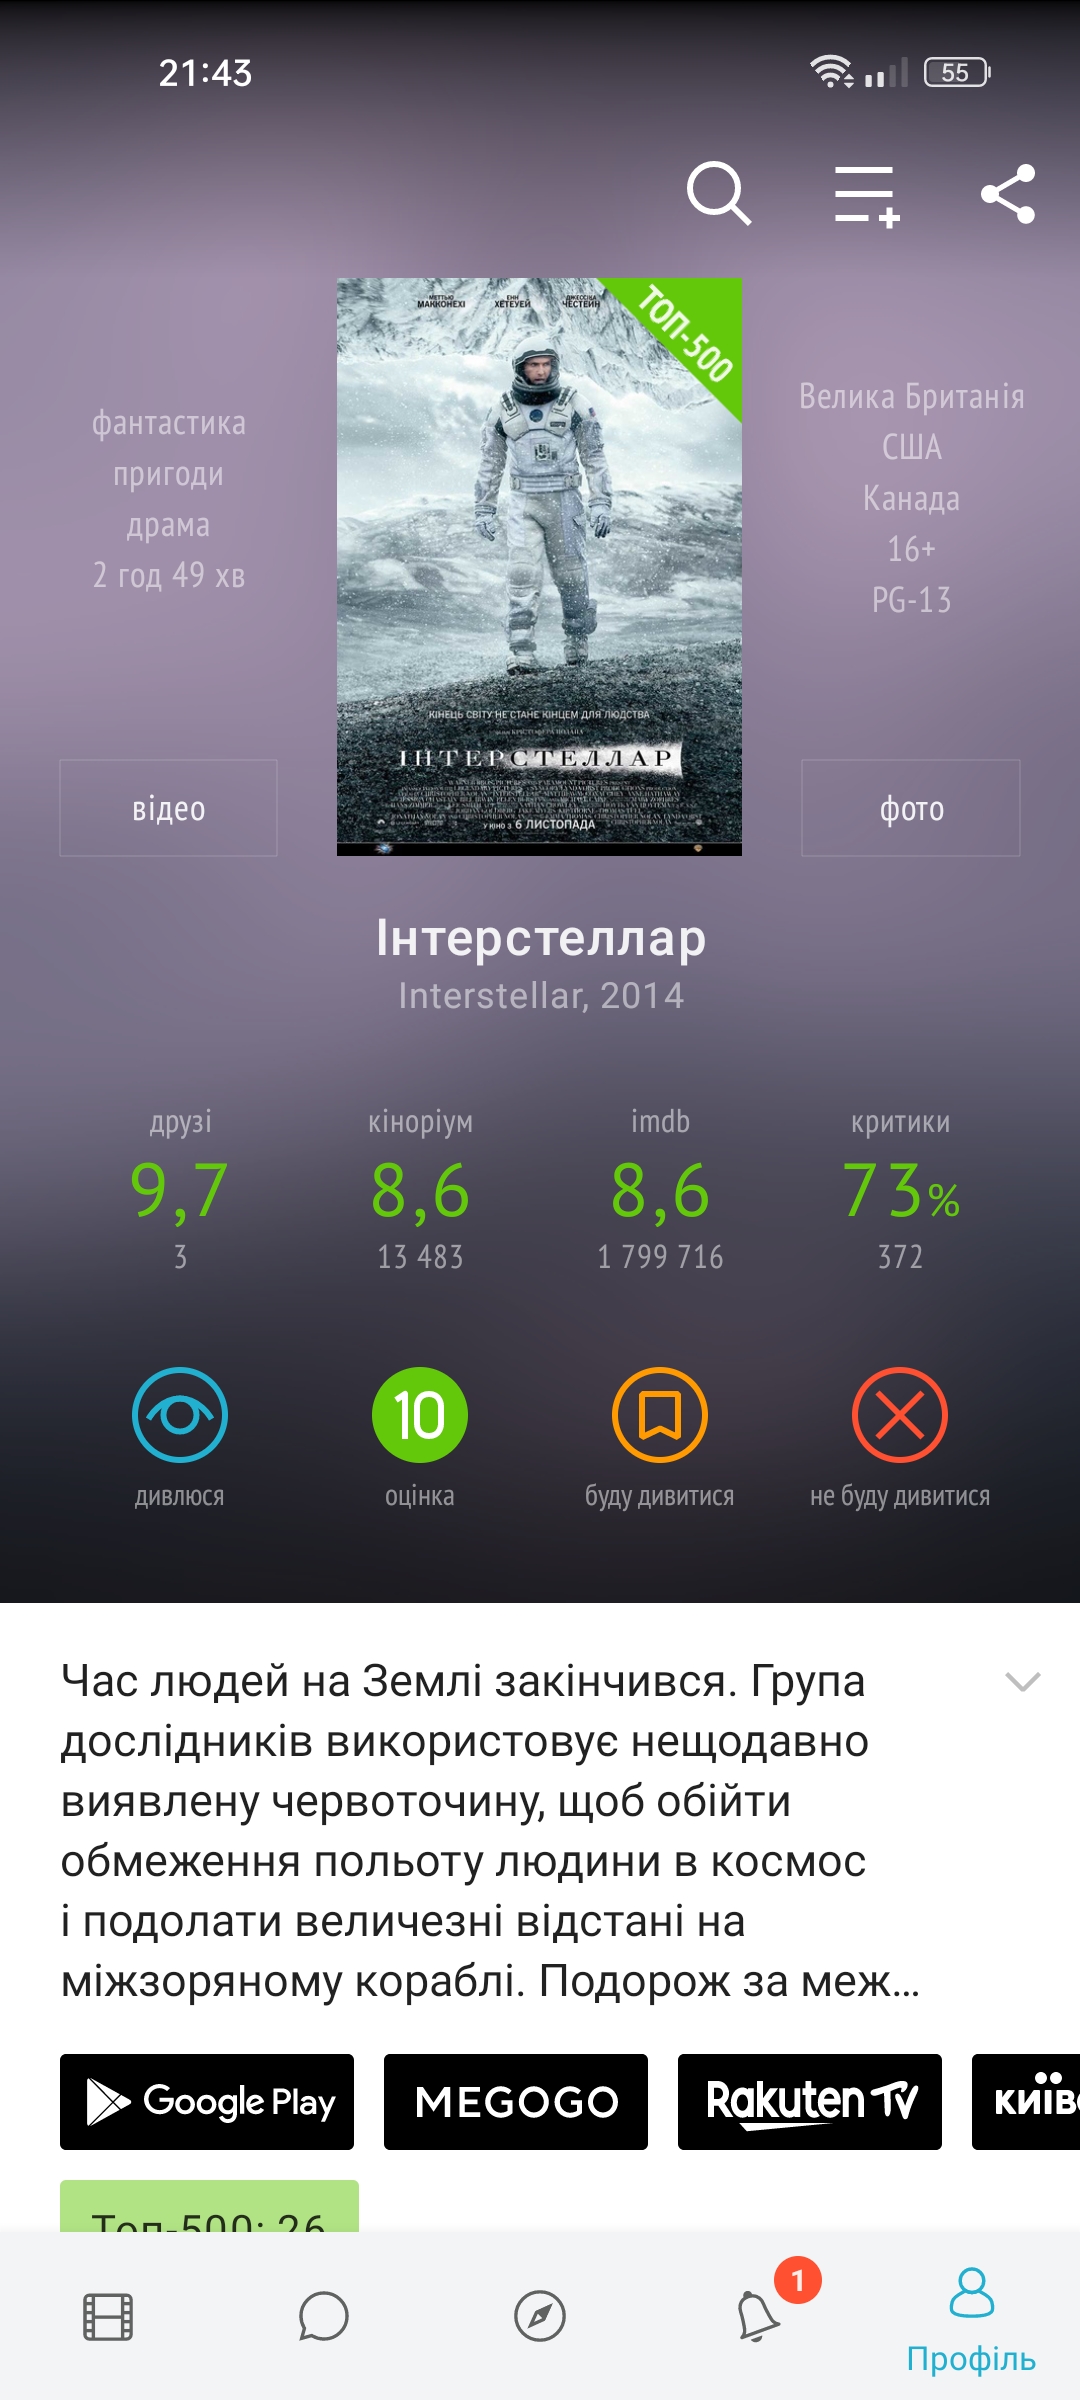 21:43
55
МЕТТЬЮ
МАККОНЕХІ
ЕНН
ХЕТЕУЕЙ
ДЖЕССІКА
ЧЕСТЕЙН
ТОП-500
фантастика
пригоди
драма
2 год 49 хв
Велика Британія
США
Канада
16+
PG-13
КІНЕЦЬ СВІТУ НЕ СТАНЕ КІНЦЕМ ДЛЯ ЛЮДСТВА
ІНТЕРСТЕЛЛАР
У КІНО З 6 ЛИСТОПАДА
відео
фото
Інтерстеллар
Interstellar, 2014
друзі
кіноріум
imdb
критики
9,7
8,6
8,6
73%
3
13 483
1 799 716
372
10
дивлюся
оцінка
буду дивитися
не буду дивитися
Час людей на Землі закінчився. Група
дослідників використовує нещодавно
виявлену червоточину, щоб обійти
обмеження польоту людини в космос
і подолати величезні відстані на
міжзоряному кораблі. Подорож за меж...
Google Play
MEGOGO
Rakuten TV
КИЇВ
Топ-500: 26
1
Профіль